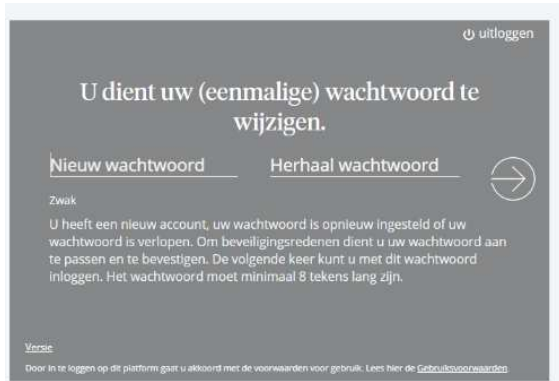 uitloggen
U dient uw (eenmalige) wachtwoord te
wijzigen.
Nieuw wachtwoord Herhaal wachtwoord
Zwak
U heeft een nieuw account, uw wachtwoord is opnieuw ingesteld of uw
wachtwoord is verlopen. Om beveiligingsredenen dient u uw wachtwoord aan
te passen en te bevestigen. De volgende keer kunt u met dit wachtwoord
inloggen. Het wachtwoord moet minimaal 8 tekens lang zijn.
Versie
Door in te loggen op dit platform gaat u akkoord met de voorwaarden voor gebruik. Lees hier de Gebruiksvoorwaarden.